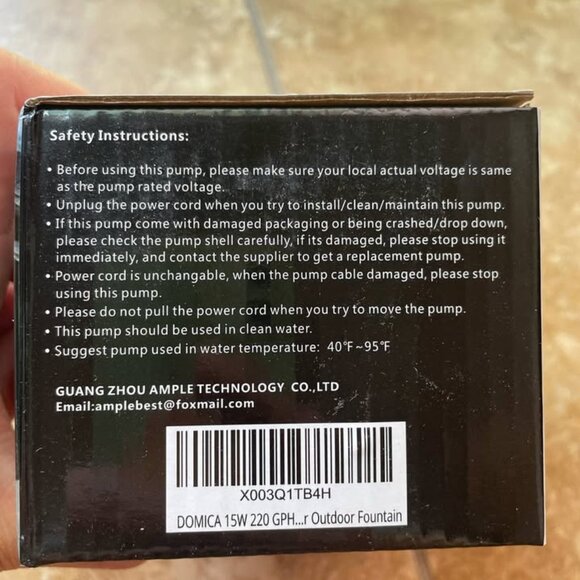 Safety Instructions:
• Before using this pump, please make sure your local actual voltage is same
as the pump rated voltage.
• Unplug the power cord when you try to install/clean/maintain this pump.
• If this pump come with damaged packaging or being crashed/drop down,
please check the pump shell carefully, if its damaged, please stop using it
immediately, and contact the supplier to get a replacement pump.
• Power cord is unchangable, when the pump cable damaged, please stop
using this pump.
• Please do not pull the power cord when you try to move the pump.
• This pump should be used in clean water.
• Suggest pump used in water temperature: 40℉~95℉
GUANG ZHOU AMPLE TECHNOLOGY CO.,LTD
Email:amplebest@foxmail.com
X003Q1TB4H
DOMICA 15W 220 GPH...r Outdoor Fountain